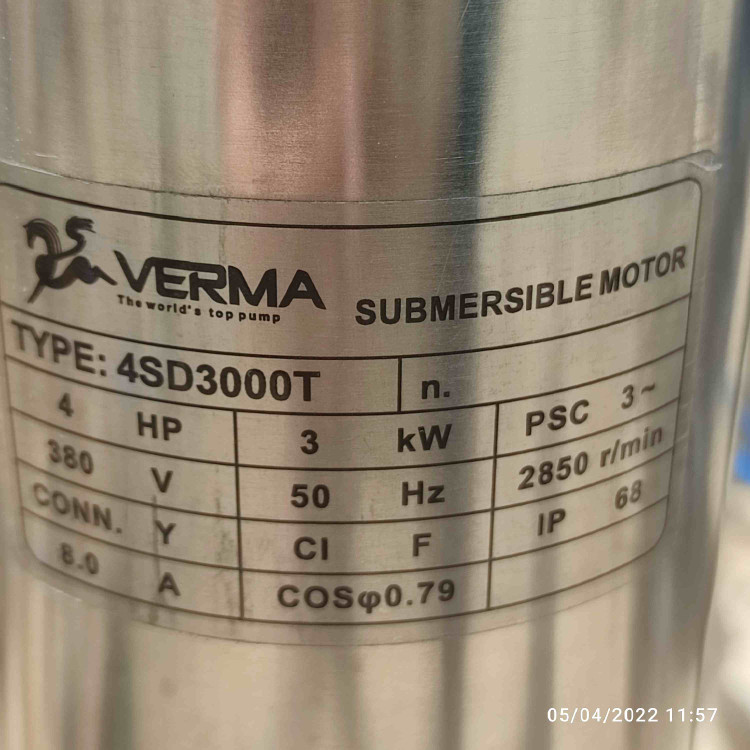 VERMA
The world's top pump
SUBMERSIBLE MOTOR
TYPE: 4SD3000T n.
4 HP 3 kW PSC 3~
380 V 50 Hz 2850 r/min
CONN. Y CI F IP 68
8.0 A COSφ0.79
05/04/2022 11:57